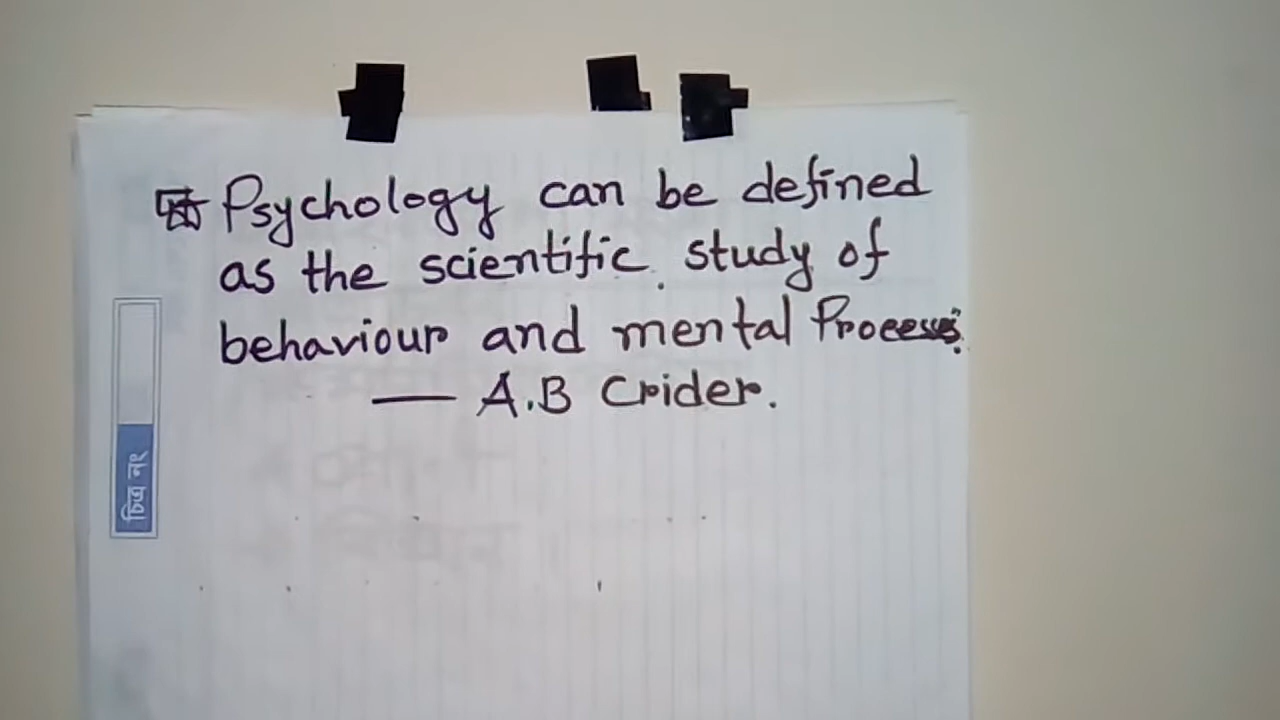 Psychology can be defined
as the scientific study of
behaviour and mental Processes.
— A.B Crider.
চিত্র নং